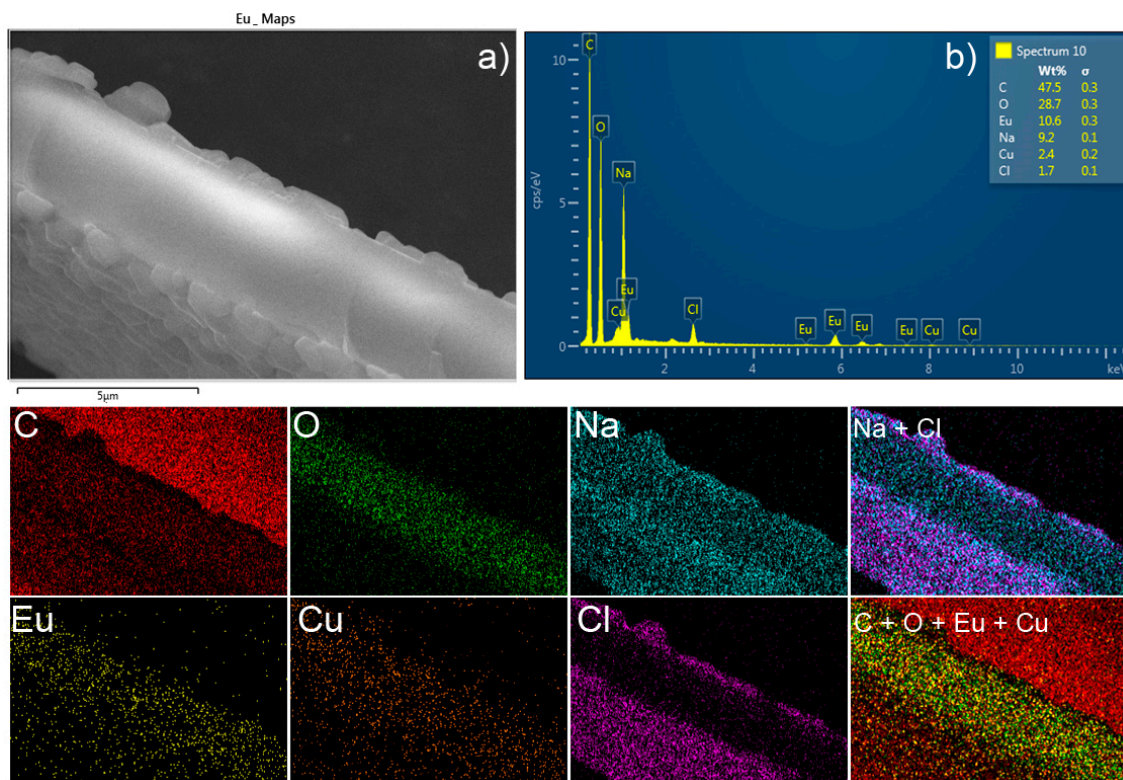 Eu_ Maps
a)
5μm
b)
Spectrum 10
Wt% σ
C 47.5 0.3
O 28.7 0.3
Eu 10.6 0.3
Na 9.2 0.1
Cu 2.4 0.2
Cl 1.7 0.1
cps/eV
10
5
0
C
O
Na
Eu
Cu
Cl
Eu
Eu
Eu
Eu
Cu
Cu
2 4 6 8 10 keV
C
O
Na
Na + Cl
Eu
Cu
Cl
C + O + Eu + Cu